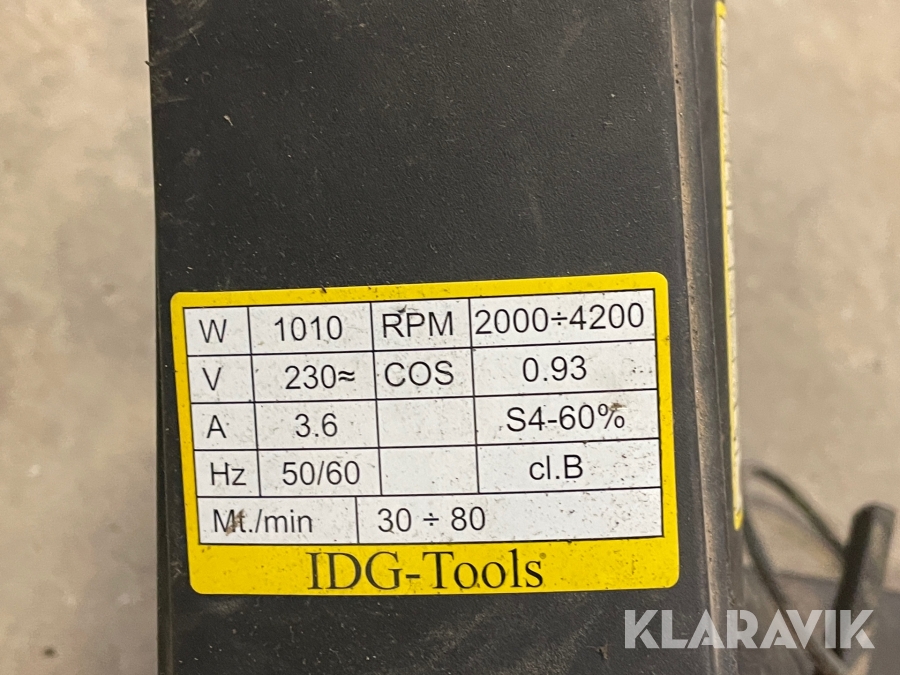 W 1010 RPM 2000÷4200
V 230≈ COS 0.93
A 3.6 S4-60%
Hz 50/60 cl.B
Mt./min 30 ÷ 80
IDG-Tools
KLARAVIK